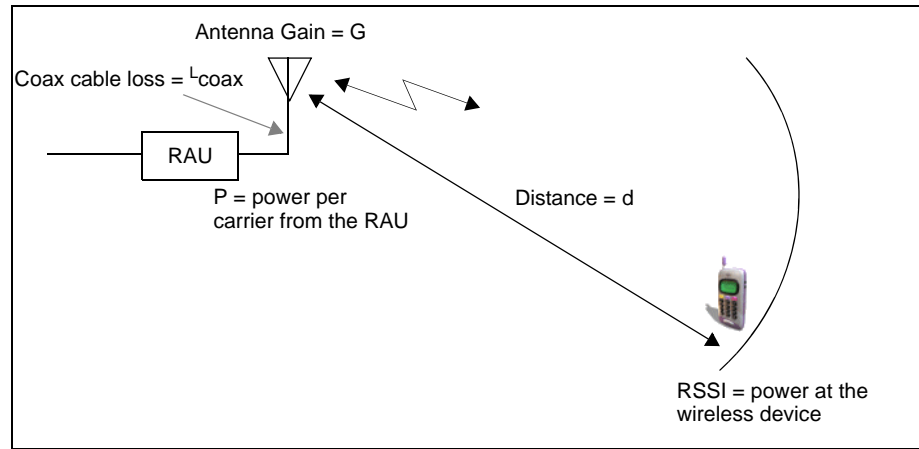 Antenna Gain = G
Coax cable loss = Lcoax
RAU
P = power per
carrier from the RAU
Distance = d
RSSI = power at the
wireless device